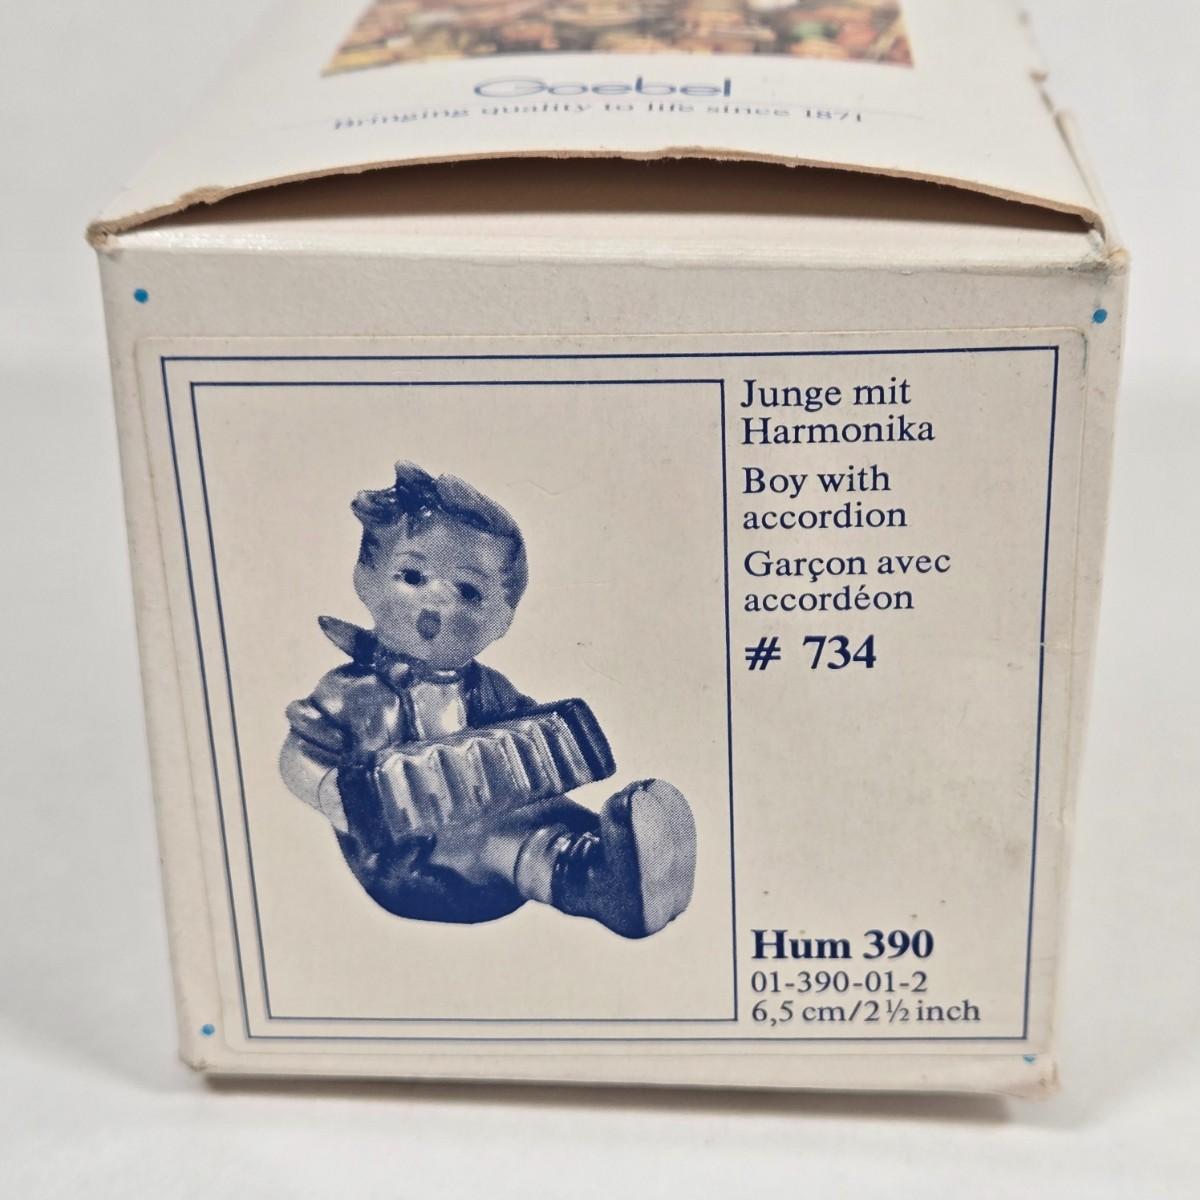 Goebel
Bringing quality to life since 1871
Junge mit
Harmonika
Boy with
accordion
Garçon avec
accordéon
# 734
Hum 390
01-390-01-2
6,5 cm/2 ½ inch